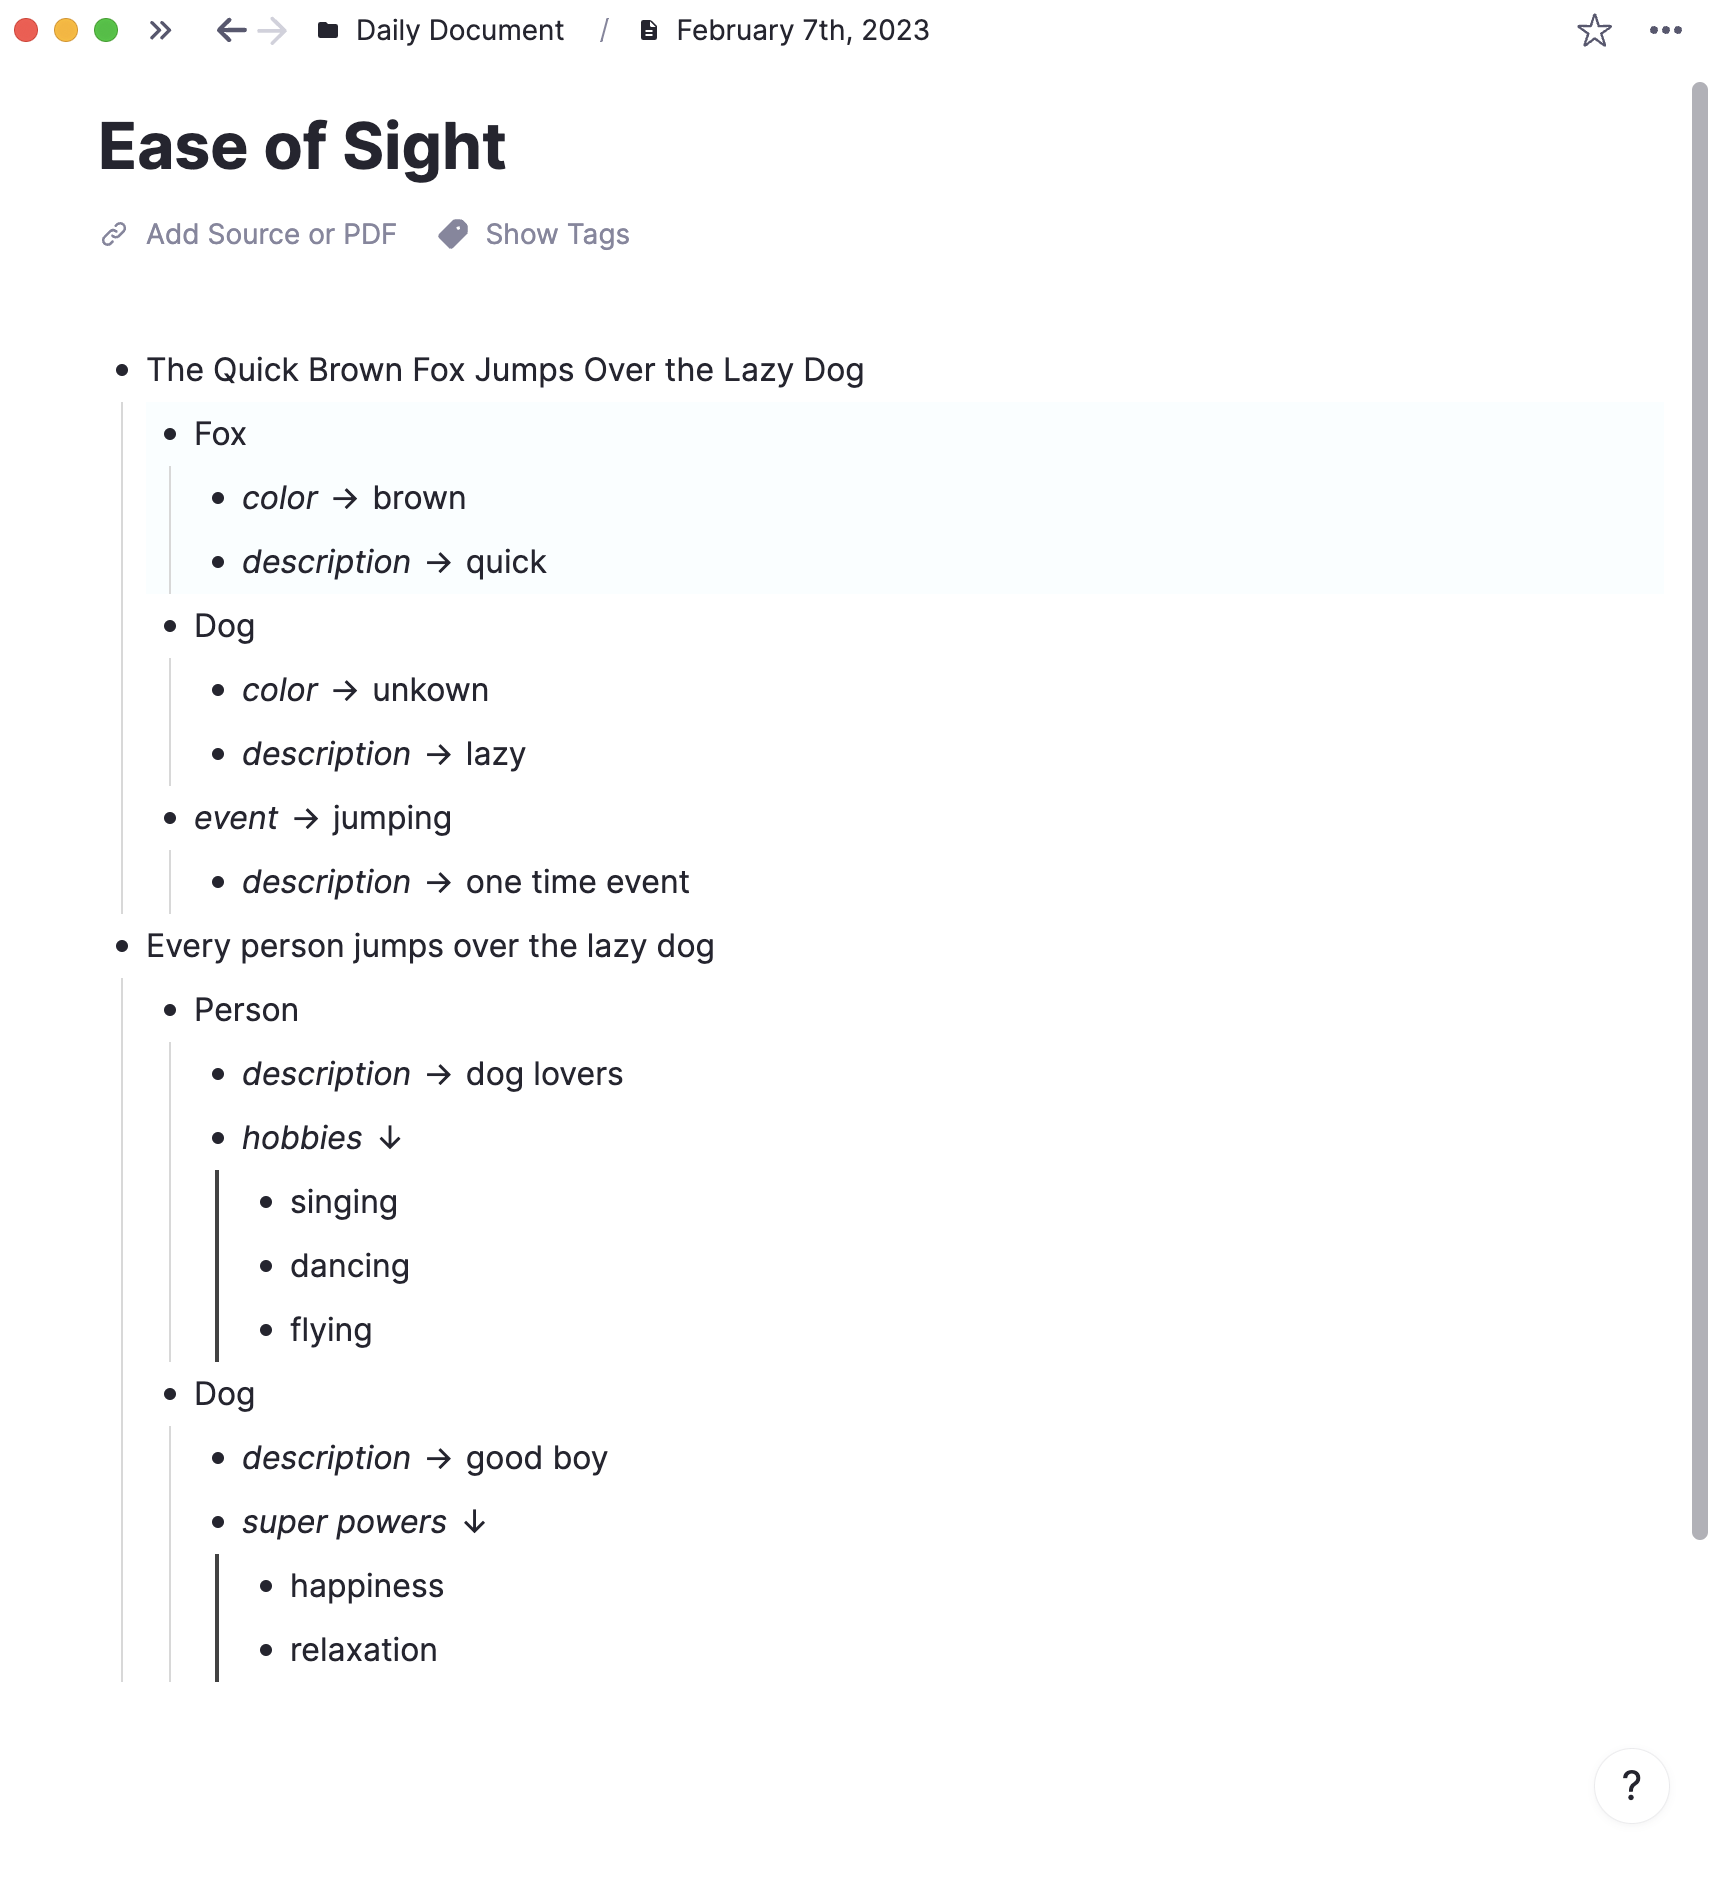 Daily Document / February 7th, 2023
Ease of Sight
Add Source or PDF Show Tags
• The Quick Brown Fox Jumps Over the Lazy Dog
• Fox
• color → brown
• description → quick
• Dog
• color → unkown
• description → lazy
• event → jumping
• description → one time event
• Every person jumps over the lazy dog
• Person
• description → dog lovers
• hobbies ↓
• singing
• dancing
• flying
• Dog
• description → good boy
• super powers ↓
• happiness
• relaxation
?